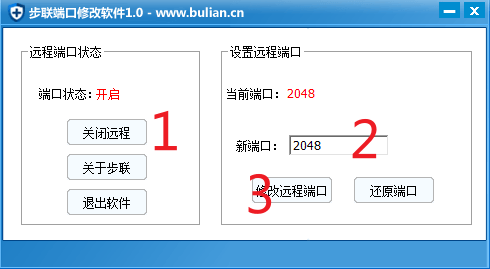 步联端口修改软件1.0 - www.bulian.cn
远程端口状态
端口状态：开启
关闭远程
关于步联
退出软件
1
设置远程端口
当前端口：2048
新端口： 2048
2
3
修改远程端口
还原端口